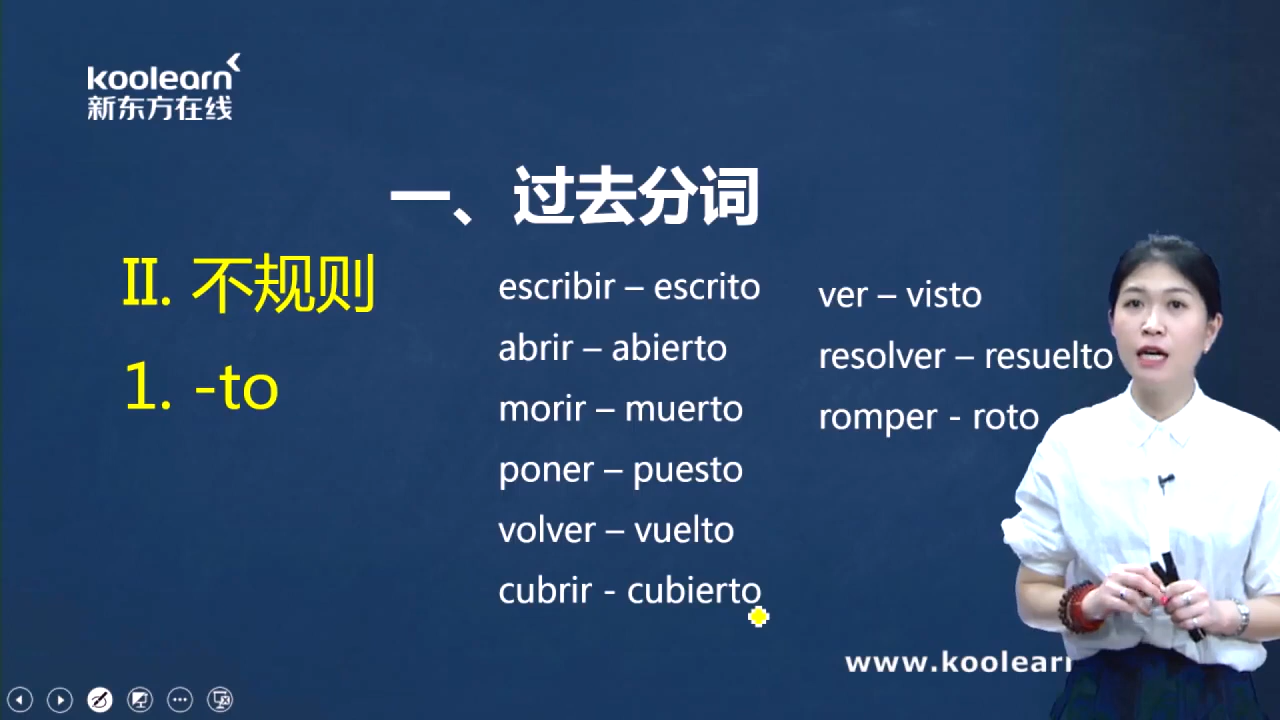 koolearn
新东方在线
一、过去分词
II. 不规则
1. -to
escribir – escrito
abrir – abierto
morir – muerto
poner – puesto
volver – vuelto
cubrir - cubierto
ver – visto
resolver – resuelto
romper - roto
www.koolearn